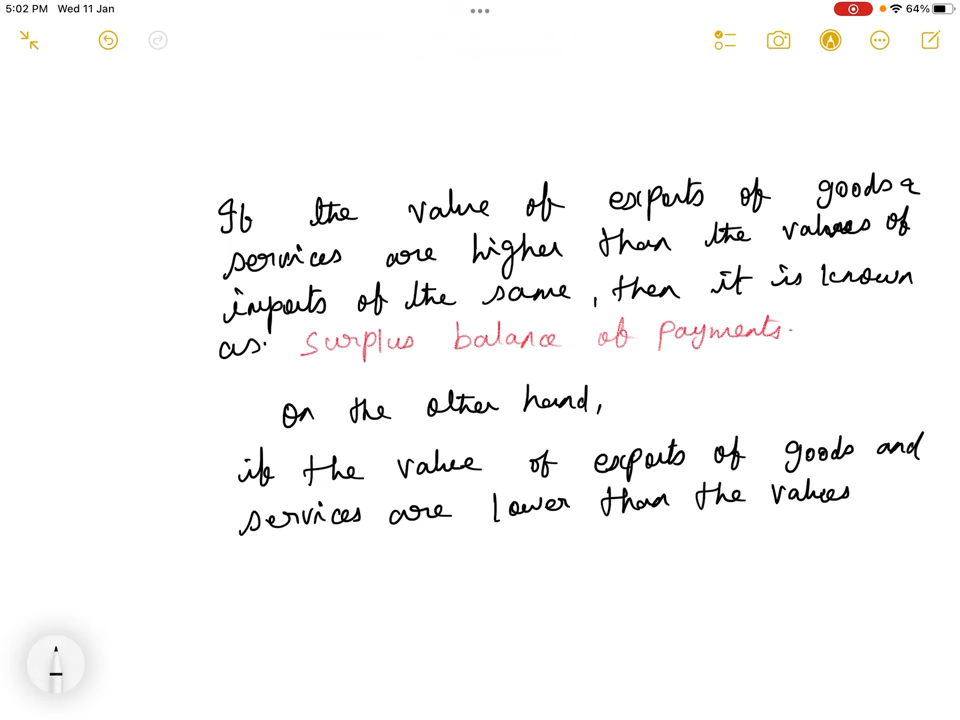 5:02 PM Wed 11 Jan
64%
If the value of exports of goods &
services are higher than the values of
imports of the same, then it is known
as. surplus balance of payments.
On the other hand,
if the value of exports of goods and
services are lower than the values